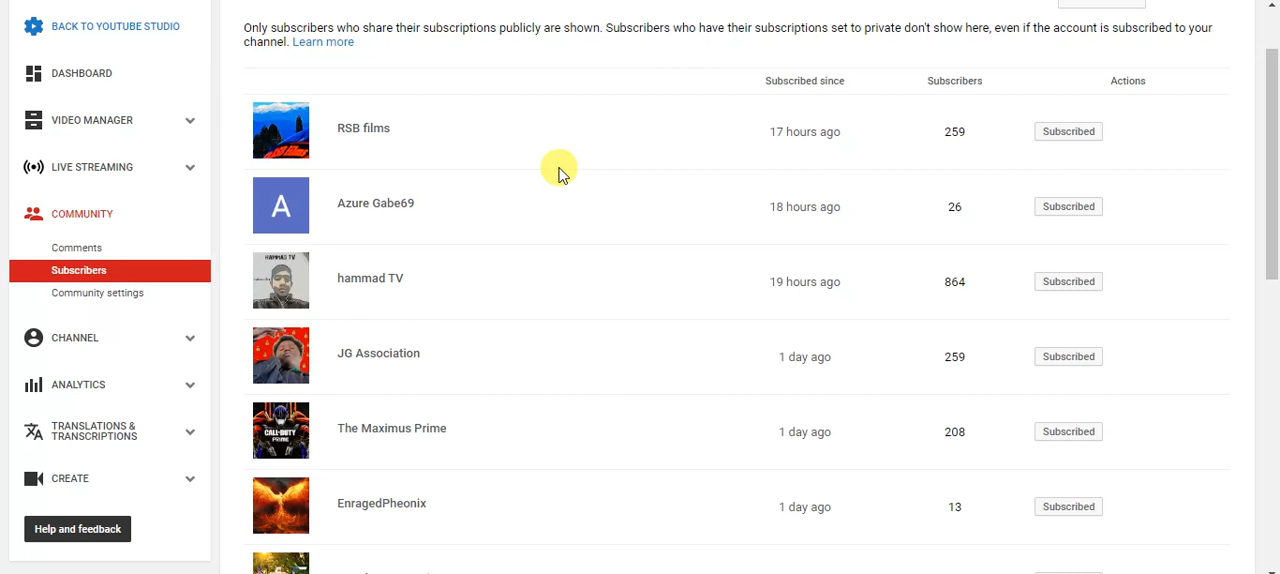 BACK TO YOUTUBE STUDIO
DASHBOARD
VIDEO MANAGER
LIVE STREAMING
COMMUNITY
Comments
Subscribers
Community settings
CHANNEL
ANALYTICS
TRANSLATIONS &
TRANSCRIPTIONS
CREATE
Help and feedback
Only subscribers who share their subscriptions publicly are shown. Subscribers who have their subscriptions set to private don't show here, even if the account is subscribed to your
channel. Learn more
Subscribed since Subscribers Actions
RSB films 17 hours ago 259 Subscribed
A Azure Gabe69 18 hours ago 26 Subscribed
HAMMAD TV
hammad TV 19 hours ago 864 Subscribed
JG Association 1 day ago 259 Subscribed
CALL-DUTY
PRIME
The Maximus Prime 1 day ago 208 Subscribed
EnragedPheonix 1 day ago 13 Subscribed